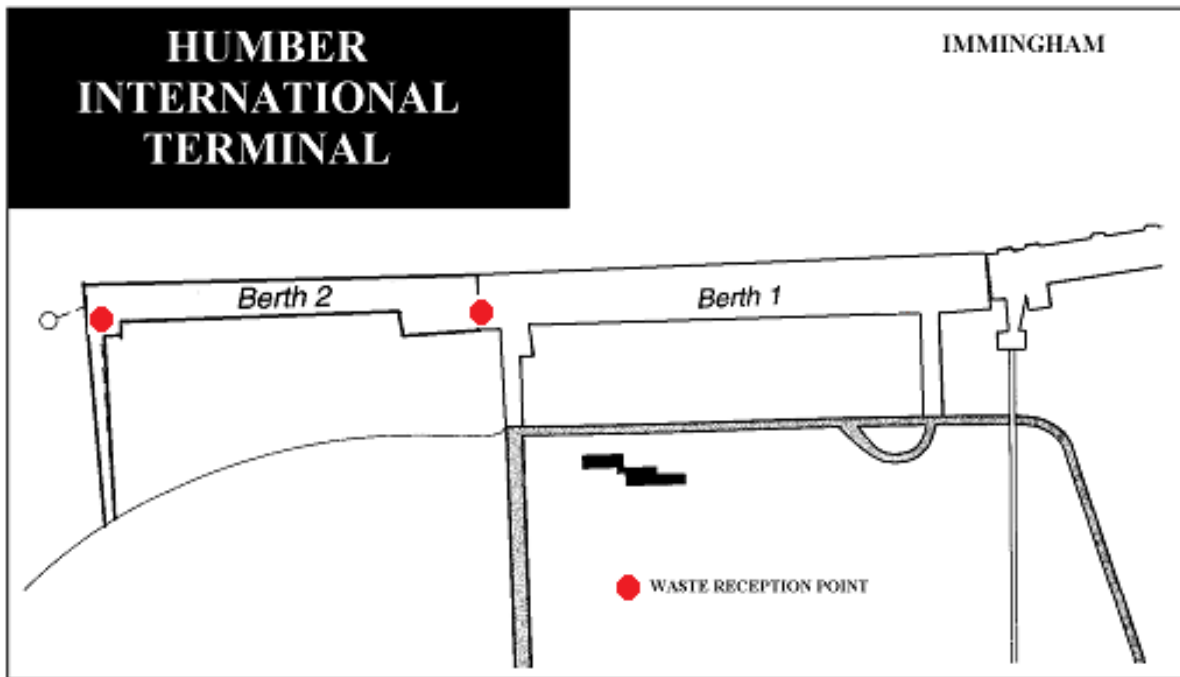 HUMBER
INTERNATIONAL
TERMINAL
IMMINGHAM
Berth 2
Berth 1
WASTE RECEPTION POINT